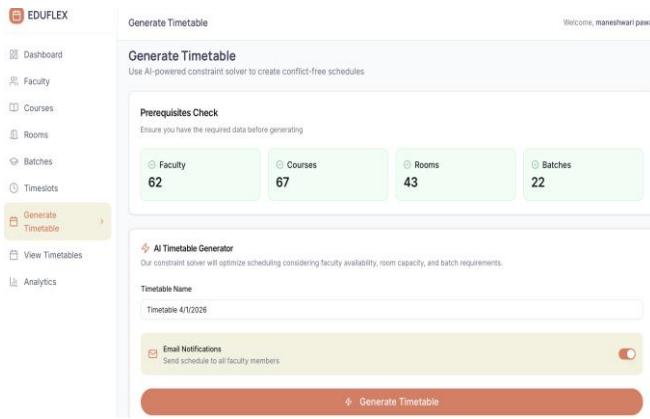 EDUFLEX
Generate Timetable
Welcome, maneshwari pawa
Dashboard
Faculty
Courses
Rooms
Batches
Timeslots
Generate
Timetable
View Timetables
Analytics
Generate Timetable
Use AI-powered constraint solver to create conflict-free schedules
Prerequisites Check
Ensure you have the required data before generating
Faculty
62
Courses
67
Rooms
43
Batches
22
AI Timetable Generator
Our constraint solver will optimize scheduling considering faculty availability, room capacity, and batch requirements.
Timetable Name
Timetable 4/1/2026
Email Notifications
Send schedule to all faculty members
Generate Timetable